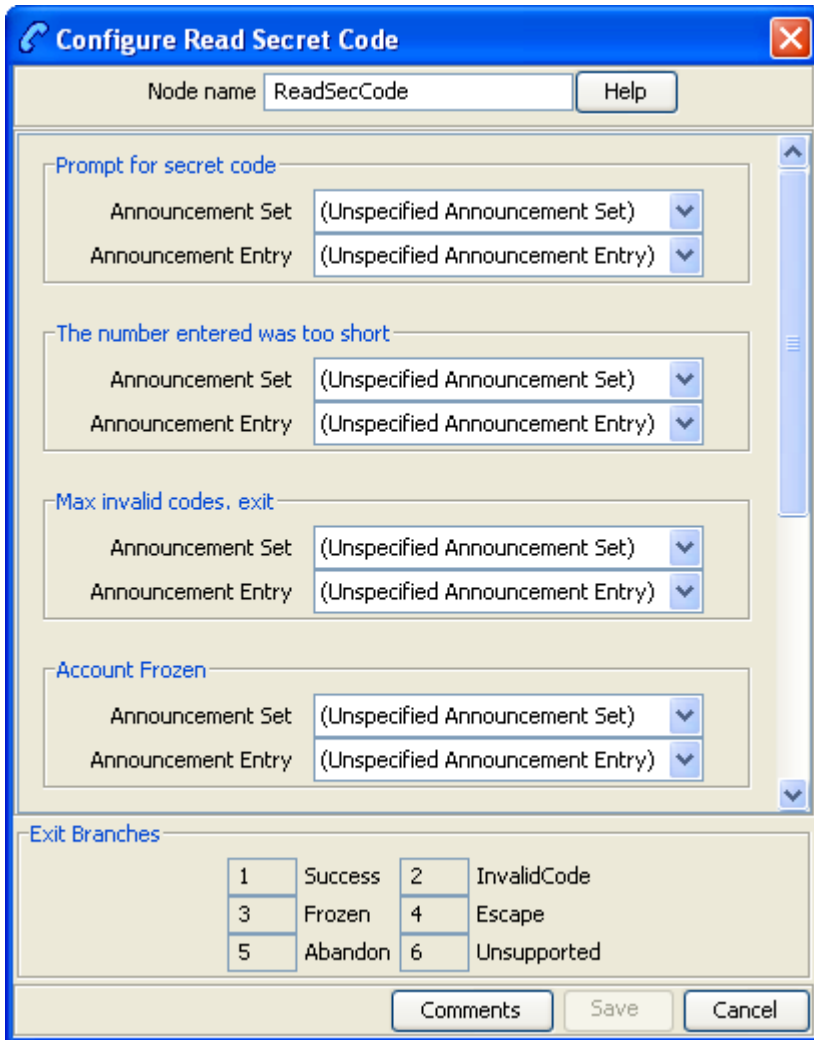 Configure Read Secret Code
Node name ReadSecCode Help
Prompt for secret code
Announcement Set (Unspecified Announcement Set)
Announcement Entry (Unspecified Announcement Entry)
The number entered was too short
Announcement Set (Unspecified Announcement Set)
Announcement Entry (Unspecified Announcement Entry)
Max invalid codes. exit
Announcement Set (Unspecified Announcement Set)
Announcement Entry (Unspecified Announcement Entry)
Account Frozen
Announcement Set (Unspecified Announcement Set)
Announcement Entry (Unspecified Announcement Entry)
Exit Branches
1 Success 2 InvalidCode
3 Frozen 4 Escape
5 Abandon 6 Unsupported
Comments Save Cancel